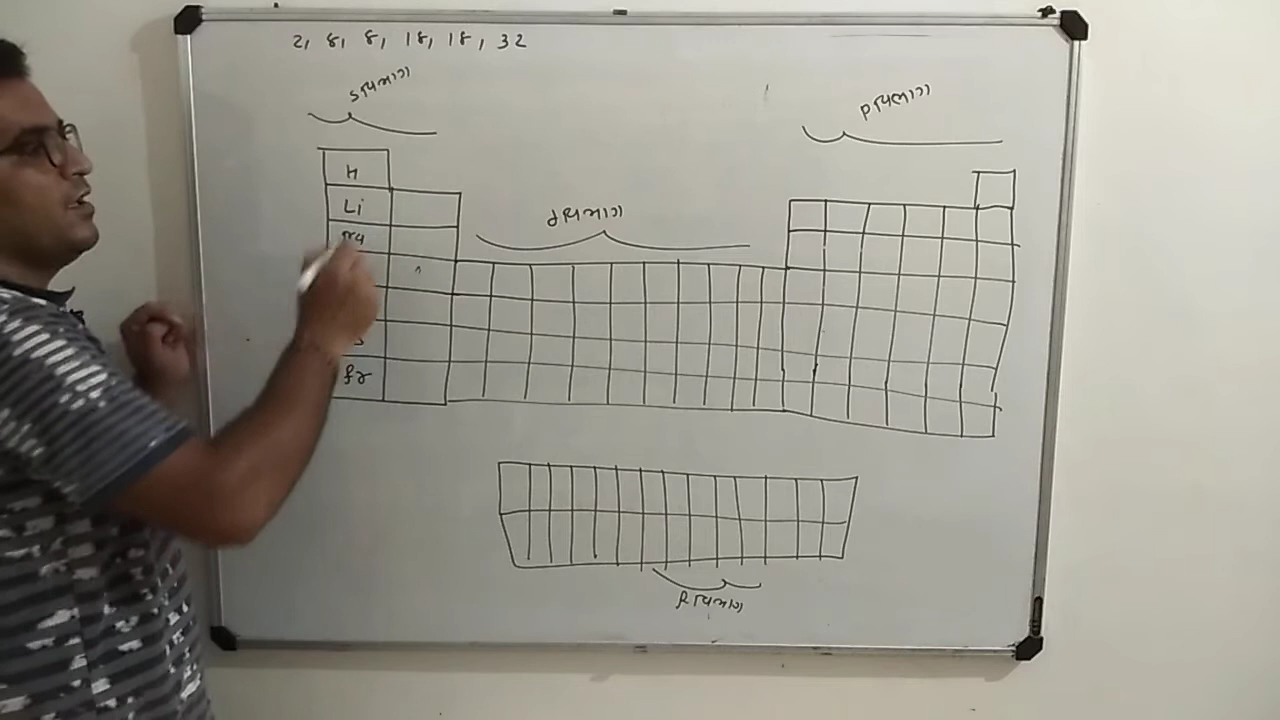 2, 8, 8, 18, 18, 32
s વિભાગ
p વિભાગ
H
Li
d વિભાગ
Na
Fr
f વિભાગ